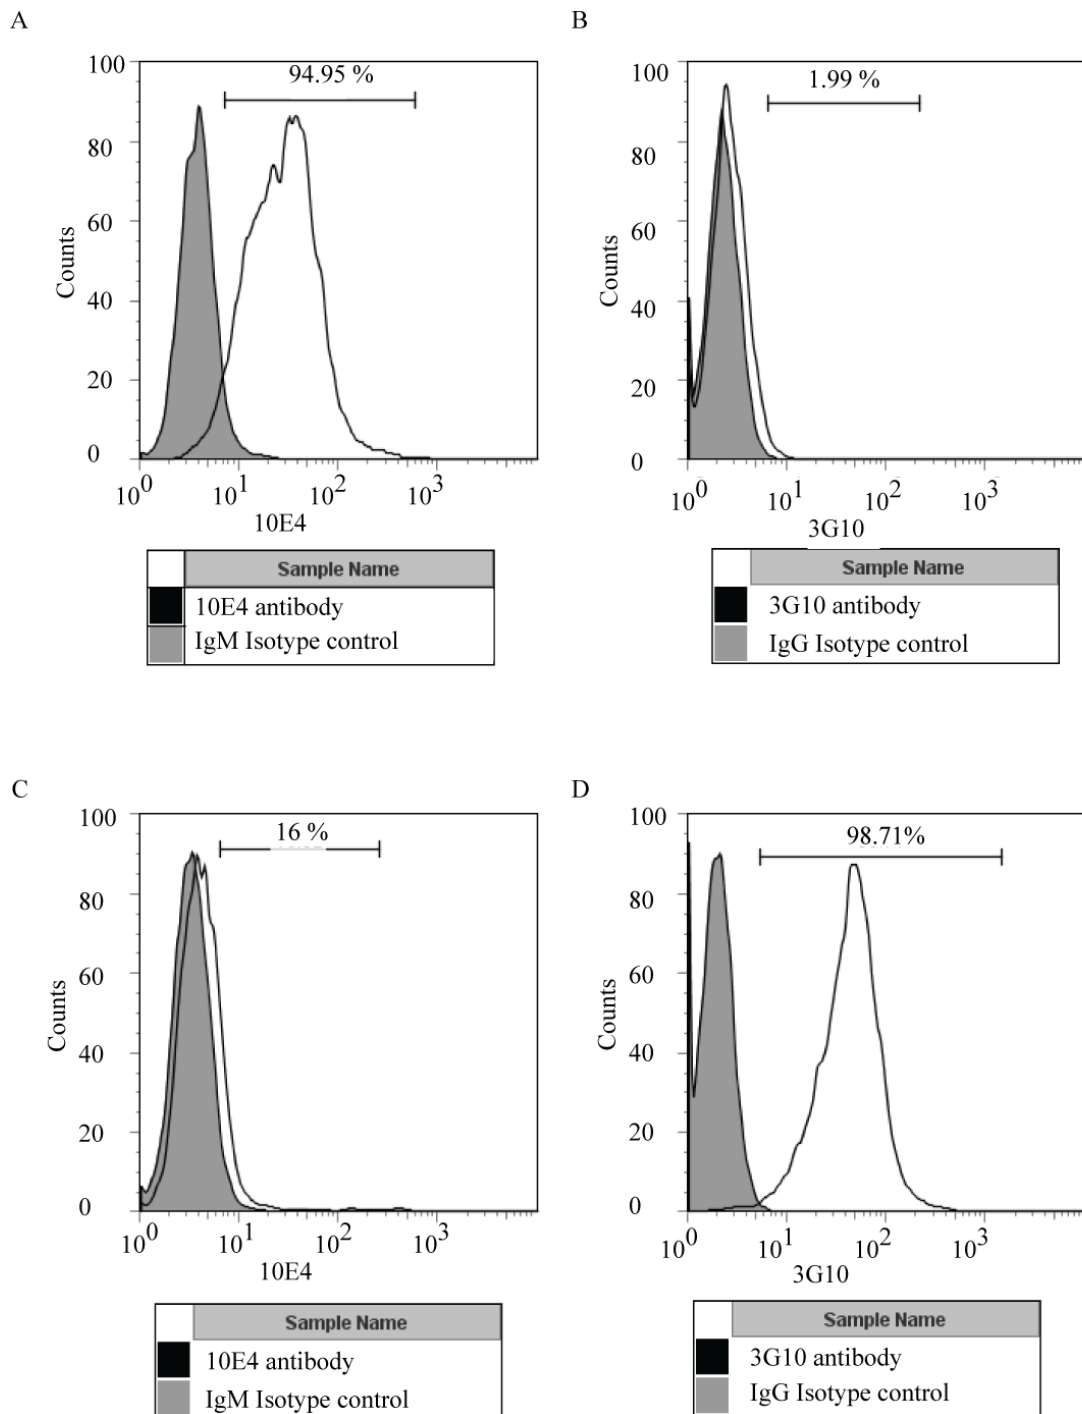 A
94.95 %
100
80
60
40
20
0
Counts
10^0 10^1 10^2 10^3
10E4
Sample Name
10E4 antibody
IgM Isotype control
B
1.99 %
100
80
60
40
20
0
Counts
10^0 10^1 10^2 10^3
3G10
Sample Name
3G10 antibody
IgG Isotype control
C
16 %
100
80
60
40
20
0
Counts
10^0 10^1 10^2 10^3
10E4
Sample Name
10E4 antibody
IgM Isotype control
D
98.71%
100
80
60
40
20
0
Counts
10^0 10^1 10^2 10^3
3G10
Sample Name
3G10 antibody
IgG Isotype control